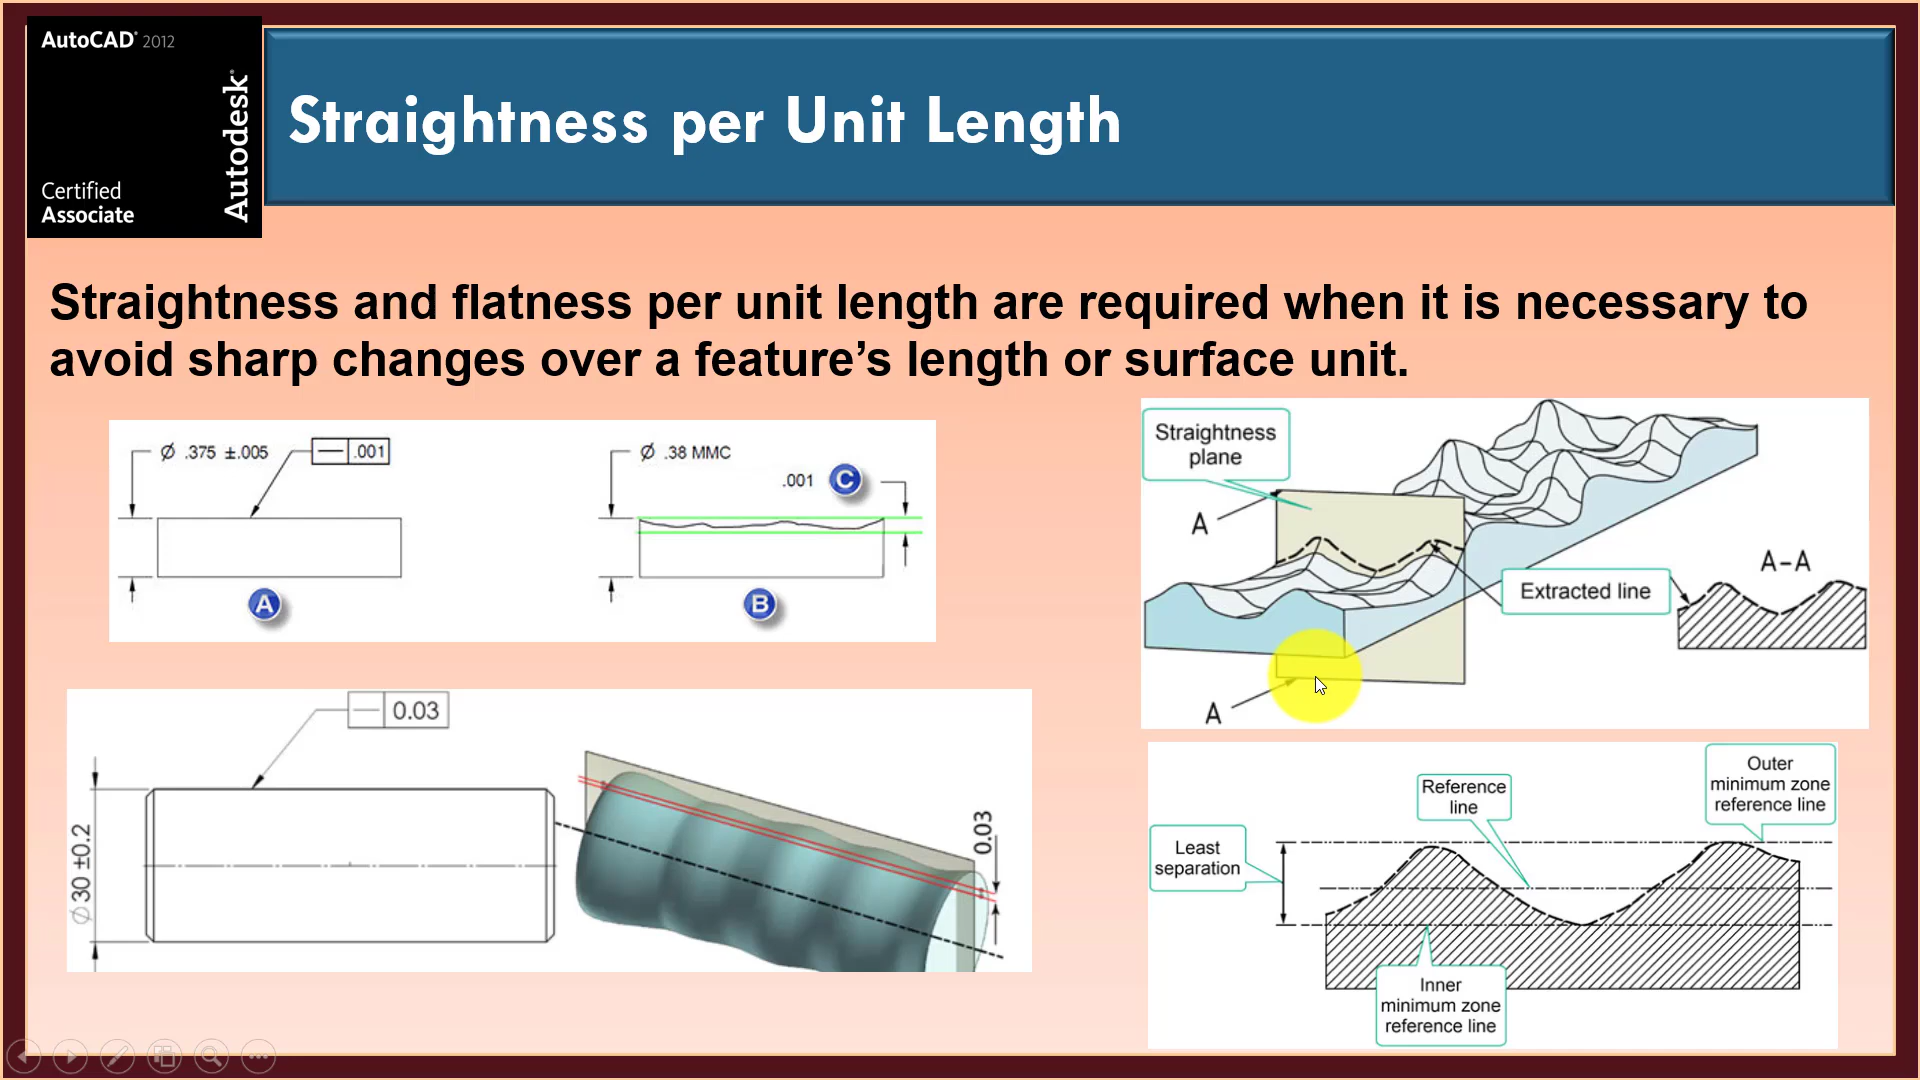 AutoCAD® 2012
Autodesk®
Certified
Associate
Straightness per Unit Length
Straightness and flatness per unit length are required when it is necessary to
avoid sharp changes over a feature’s length or surface unit.
Ø .375 ±.005
— .001
A
Ø .38 MMC
.001 C
B
Straightness
plane
A
A
Extracted line
A–A
— 0.03
Ø 30 ±0.2
0.03
Least
separation
Reference
line
Outer
minimum zone
reference line
Inner
minimum zone
reference line